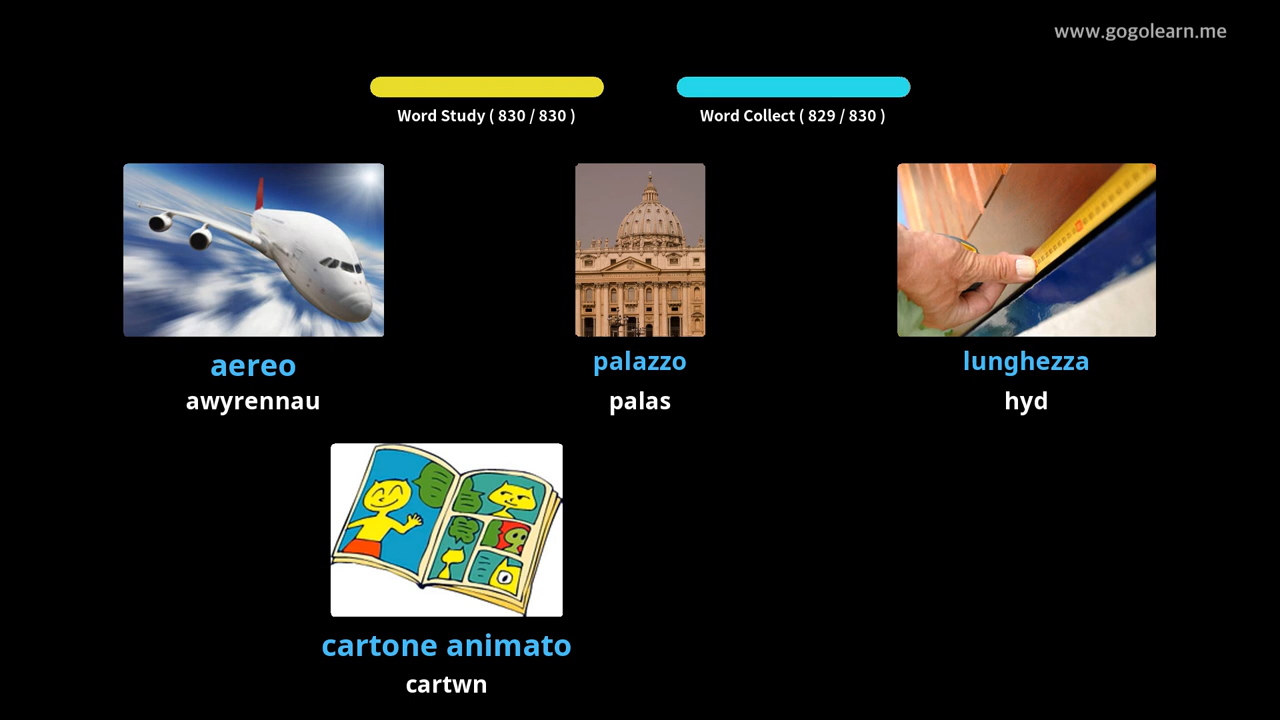 www.gogolearn.me
Word Study ( 830 / 830 )
Word Collect ( 829 / 830 )
aereo
awyrennau
palazzo
palas
lunghezza
hyd
cartone animato
cartwn